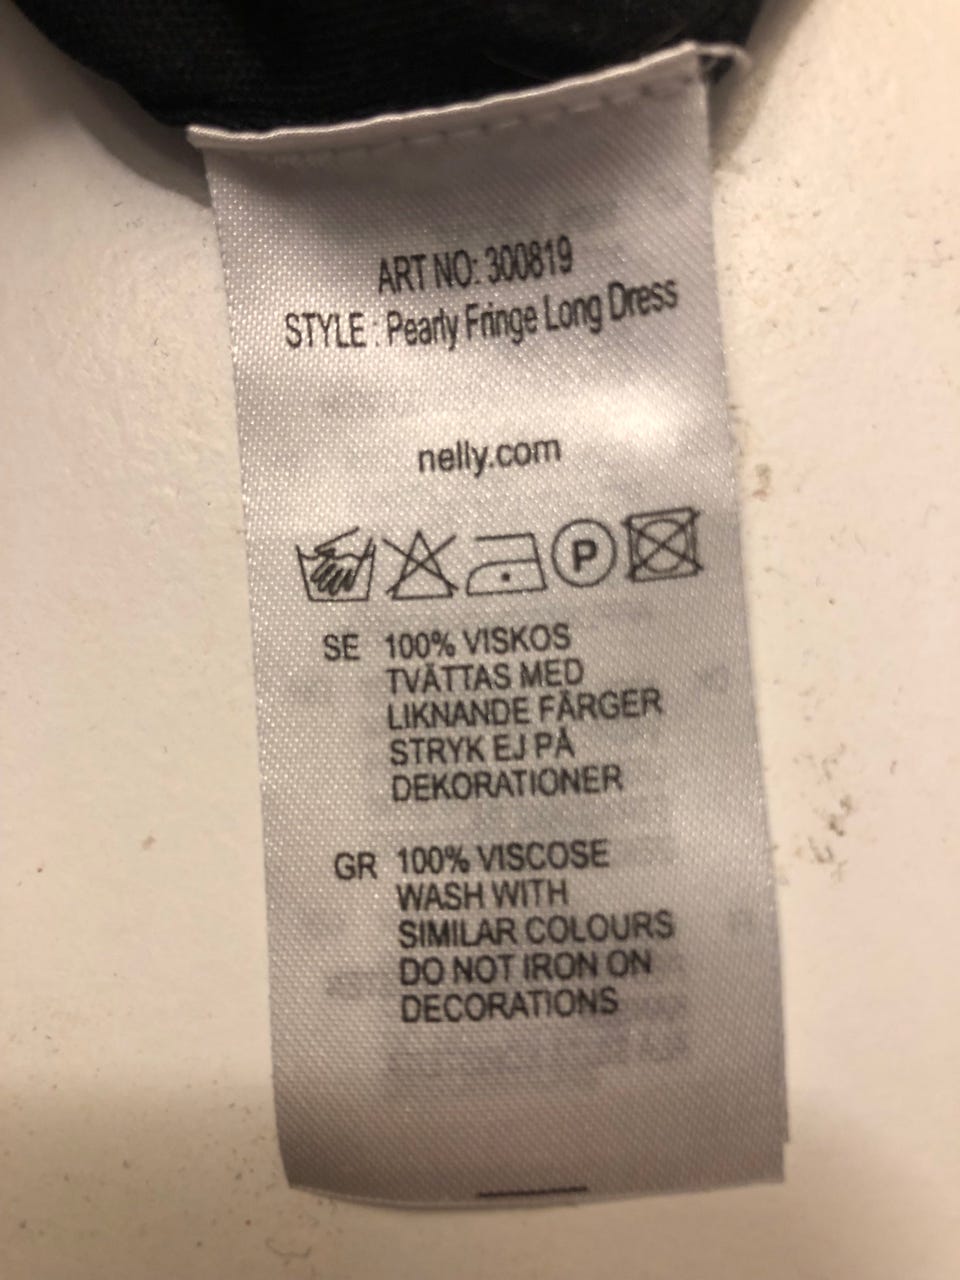 ART NO: 300819
STYLE : Pearly Fringe Long Dress
nelly.com
P
SE 100% VISKOS
TVÄTTAS MED
LIKNANDE FÄRGER
STRYK EJ PÅ
DEKORATIONER
GR 100% VISCOSE
WASH WITH
SIMILAR COLOURS
DO NOT IRON ON
DECORATIONS